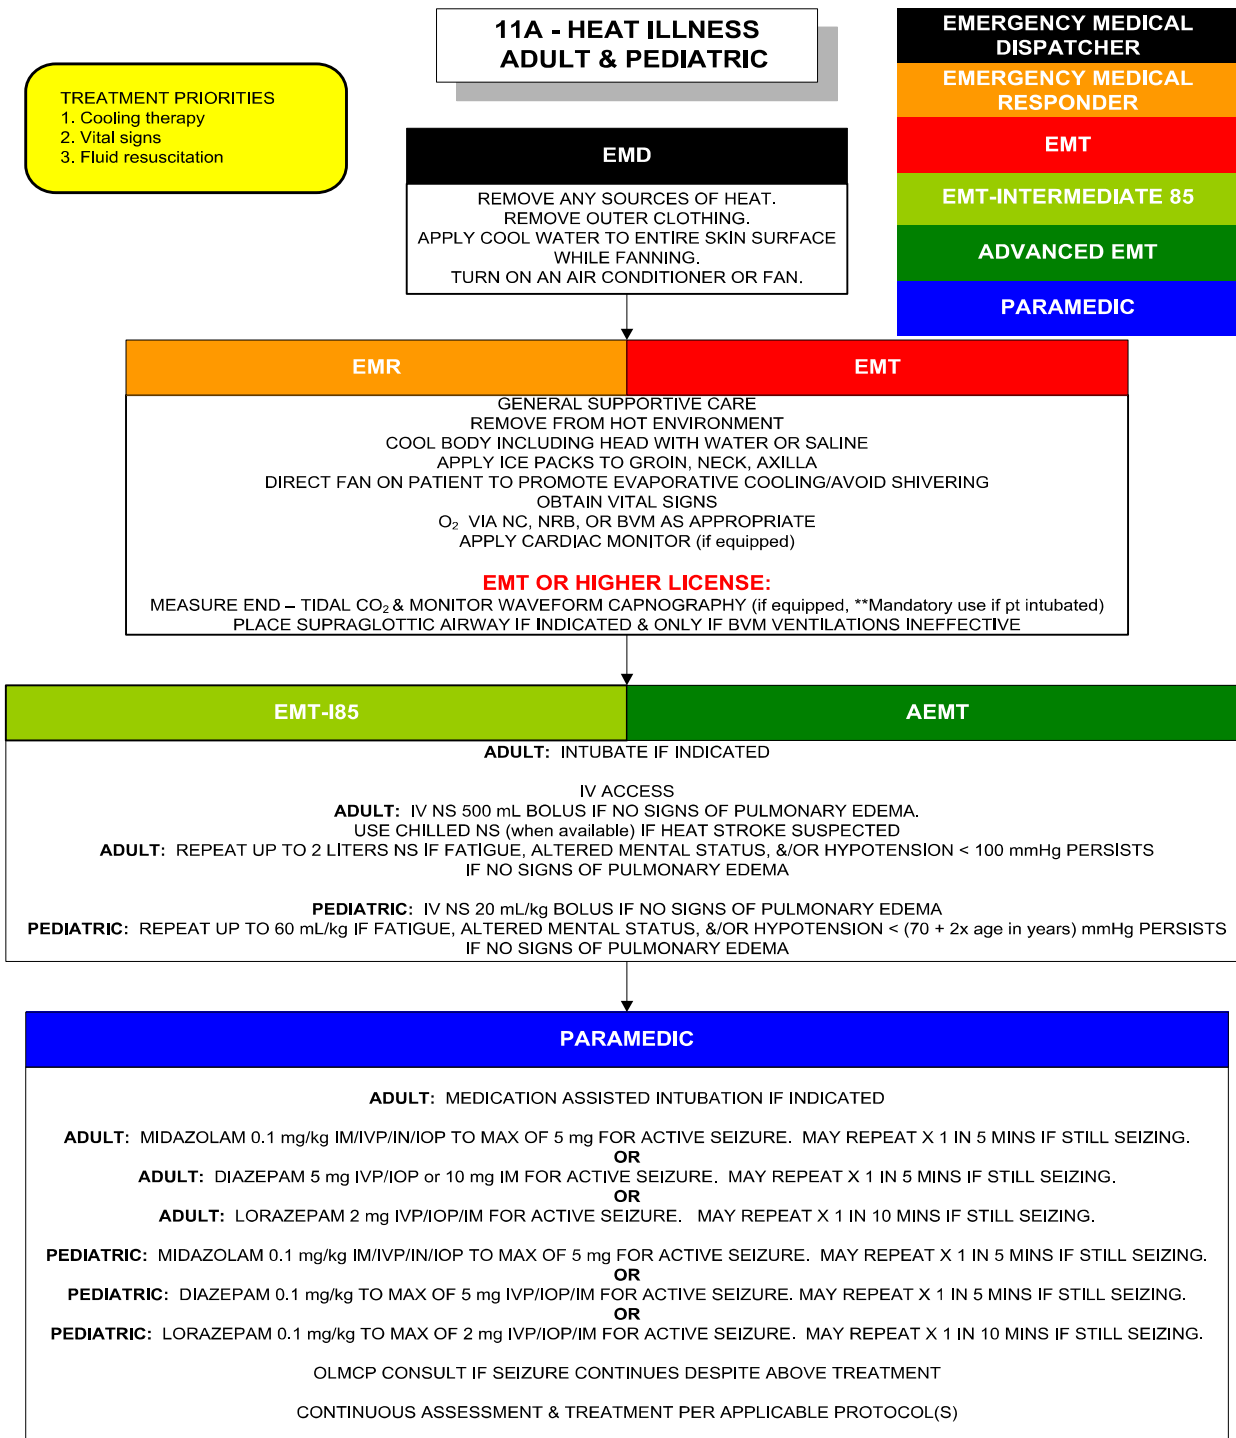 11A - HEAT ILLNESS
ADULT & PEDIATRIC
EMERGENCY MEDICAL
DISPATCHER
EMERGENCY MEDICAL
RESPONDER
EMT
EMT-INTERMEDIATE 85
ADVANCED EMT
PARAMEDIC
TREATMENT PRIORITIES
1. Cooling therapy
2. Vital signs
3. Fluid resuscitation
EMD
REMOVE ANY SOURCES OF HEAT.
REMOVE OUTER CLOTHING.
APPLY COOL WATER TO ENTIRE SKIN SURFACE
WHILE FANNING.
TURN ON AN AIR CONDITIONER OR FAN.
EMR
EMT
GENERAL SUPPORTIVE CARE
REMOVE FROM HOT ENVIRONMENT
COOL BODY INCLUDING HEAD WITH WATER OR SALINE
APPLY ICE PACKS TO GROIN, NECK, AXILLA
DIRECT FAN ON PATIENT TO PROMOTE EVAPORATIVE COOLING/AVOID SHIVERING
OBTAIN VITAL SIGNS
O₂ VIA NC, NRB, OR BVM AS APPROPRIATE
APPLY CARDIAC MONITOR (if equipped)
EMT OR HIGHER LICENSE:
MEASURE END – TIDAL CO₂ & MONITOR WAVEFORM CAPNOGRAPHY (if equipped, **Mandatory use if pt intubated)
PLACE SUPRAGLOTTIC AIRWAY IF INDICATED & ONLY IF BVM VENTILATIONS INEFFECTIVE
EMT-I85
AEMT
ADULT: INTUBATE IF INDICATED
IV ACCESS
ADULT: IV NS 500 mL BOLUS IF NO SIGNS OF PULMONARY EDEMA.
USE CHILLED NS (when available) IF HEAT STROKE SUSPECTED
ADULT: REPEAT UP TO 2 LITERS NS IF FATIGUE, ALTERED MENTAL STATUS, &/OR HYPOTENSION < 100 mmHg PERSISTS
IF NO SIGNS OF PULMONARY EDEMA
PEDIATRIC: IV NS 20 mL/kg BOLUS IF NO SIGNS OF PULMONARY EDEMA
PEDIATRIC: REPEAT UP TO 60 mL/kg IF FATIGUE, ALTERED MENTAL STATUS, &/OR HYPOTENSION < (70 + 2x age in years) mmHg PERSISTS
IF NO SIGNS OF PULMONARY EDEMA
PARAMEDIC
ADULT: MEDICATION ASSISTED INTUBATION IF INDICATED
ADULT: MIDAZOLAM 0.1 mg/kg IM/IVP/IN/IOP TO MAX OF 5 mg FOR ACTIVE SEIZURE. MAY REPEAT X 1 IN 5 MINS IF STILL SEIZING.
OR
ADULT: DIAZEPAM 5 mg IVP/IOP or 10 mg IM FOR ACTIVE SEIZURE. MAY REPEAT X 1 IN 5 MINS IF STILL SEIZING.
OR
ADULT: LORAZEPAM 2 mg IVP/IOP/IM FOR ACTIVE SEIZURE. MAY REPEAT X 1 IN 10 MINS IF STILL SEIZING.
PEDIATRIC: MIDAZOLAM 0.1 mg/kg IM/IVP/IN/IOP TO MAX OF 5 mg FOR ACTIVE SEIZURE. MAY REPEAT X 1 IN 5 MINS IF STILL SEIZING.
OR
PEDIATRIC: DIAZEPAM 0.1 mg/kg TO MAX OF 5 mg IVP/IOP/IM FOR ACTIVE SEIZURE. MAY REPEAT X 1 IN 5 MINS IF STILL SEIZING.
OR
PEDIATRIC: LORAZEPAM 0.1 mg/kg TO MAX OF 2 mg IVP/IOP/IM FOR ACTIVE SEIZURE. MAY REPEAT X 1 IN 10 MINS IF STILL SEIZING.
OLMCP CONSULT IF SEIZURE CONTINUES DESPITE ABOVE TREATMENT
CONTINUOUS ASSESSMENT & TREATMENT PER APPLICABLE PROTOCOL(S)